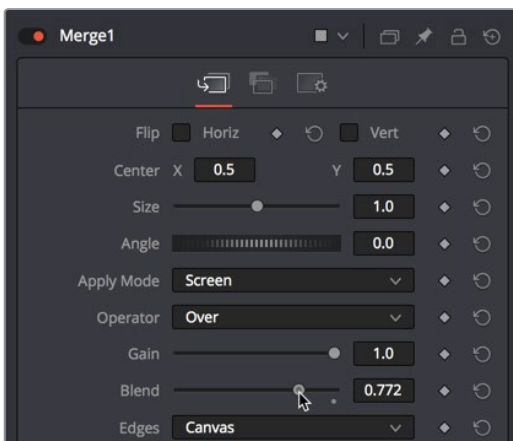 Merge1
Flip Horiz Vert
Center X 0.5 Y 0.5
Size 1.0
Angle 0.0
Apply Mode Screen
Operator Over
Gain 1.0
Blend 0.772
Edges Canvas